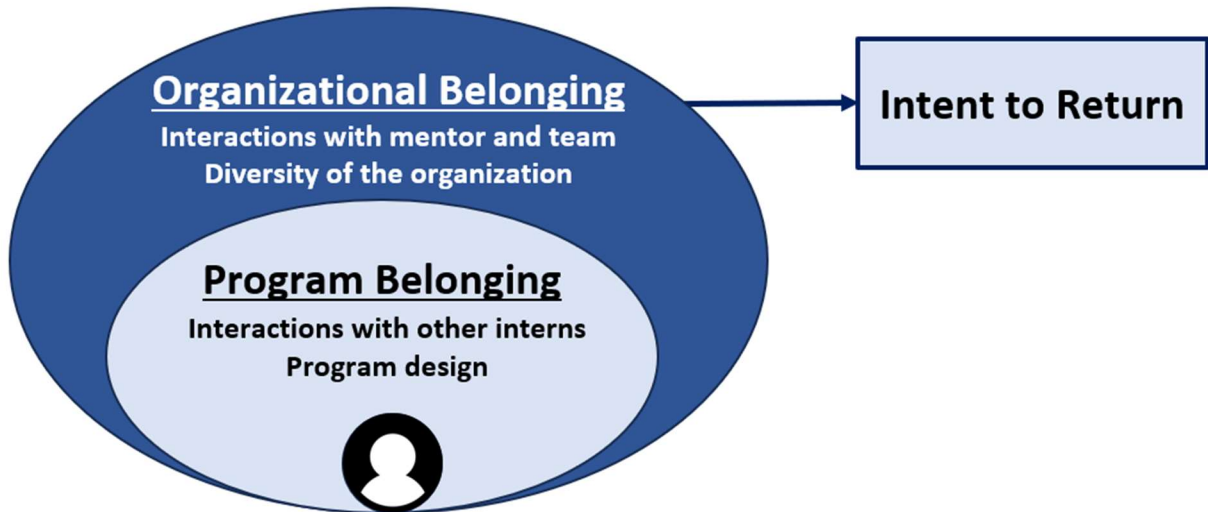 Organizational Belonging
Interactions with mentor and team
Diversity of the organization
Intent to Return
Program Belonging
Interactions with other interns
Program design